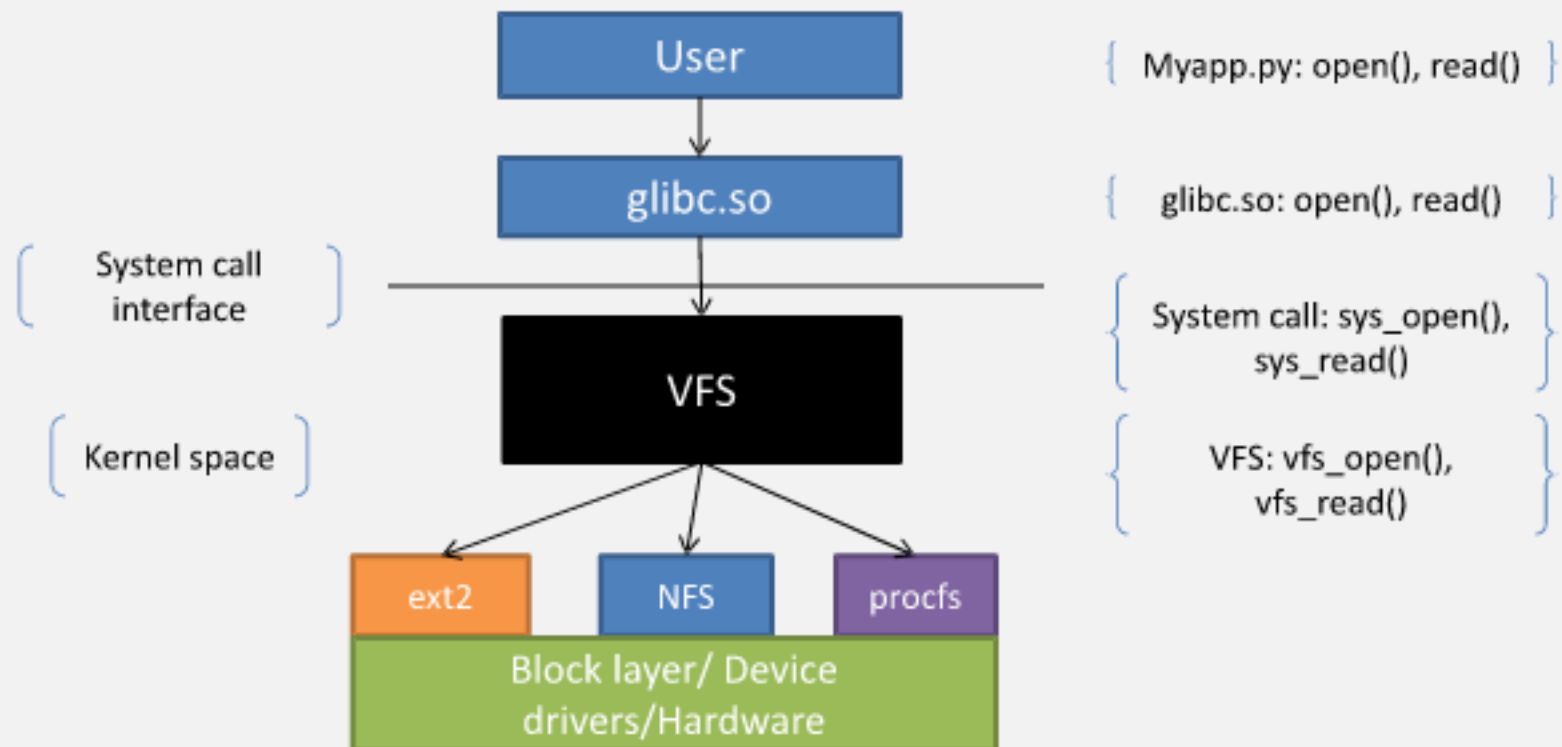 User
{ Myapp.py: open(), read() }
glibc.so
{ glibc.so: open(), read() }
System call
interface
System call: sys_open(),
sys_read()
VFS
Kernel space
VFS: vfs_open(),
vfs_read()
ext2
NFS
procfs
Block layer/ Device
drivers/Hardware